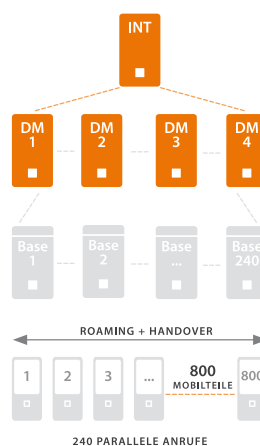 INT
DM 1
DM 2
DM 3
DM 4
Base 1
Base 2
Base ...
Base 240
ROAMING + HANDOVER
1 2 3 ... 800 MOBILTEILE 800
240 PARALLELE ANRUFE